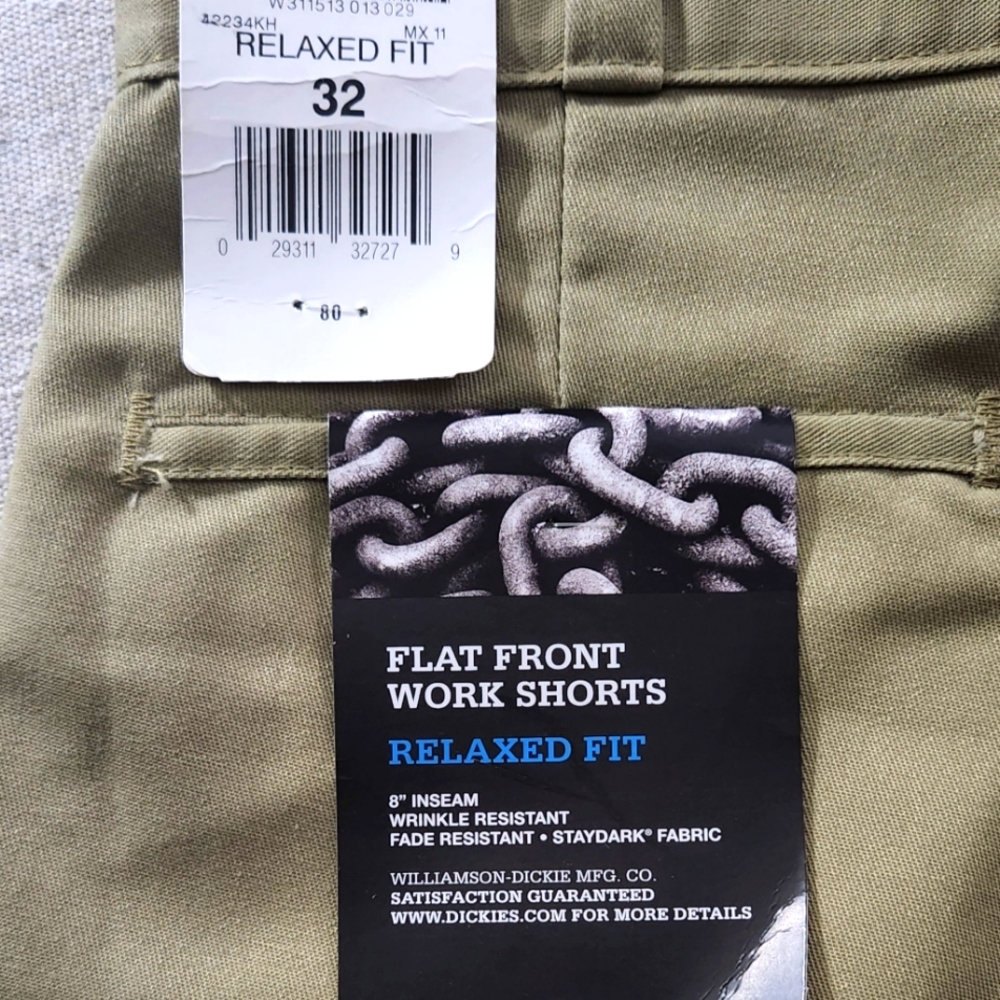 W311513 013 029
42234KH MX 11
RELAXED FIT
32
0 29311 32727 9
80
FLAT FRONT
WORK SHORTS
RELAXED FIT
8” INSEAM
WRINKLE RESISTANT
FADE RESISTANT • STAYDARK® FABRIC
WILLIAMSON-DICKIE MFG. CO.
SATISFACTION GUARANTEED
WWW.DICKIES.COM FOR MORE DETAILS